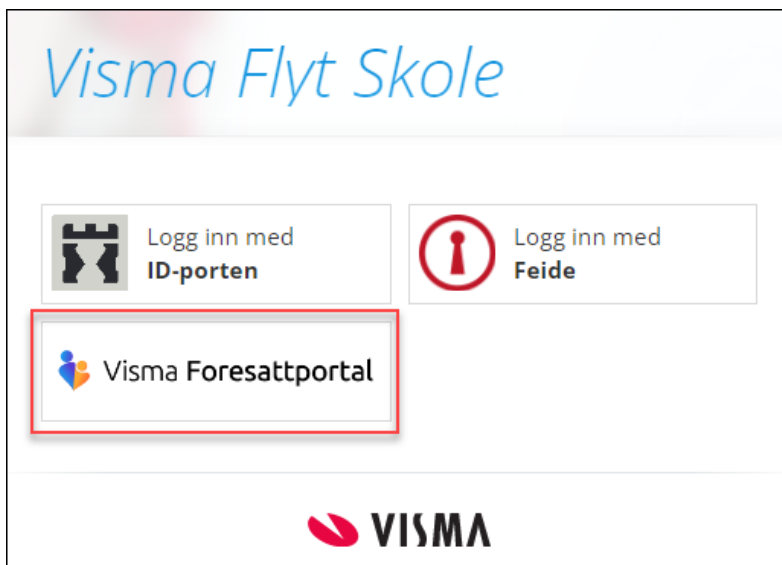 Visma Flyt Skole
Logg inn med
ID-porten
Logg inn med
Feide
Visma Foresattportal
VISMA